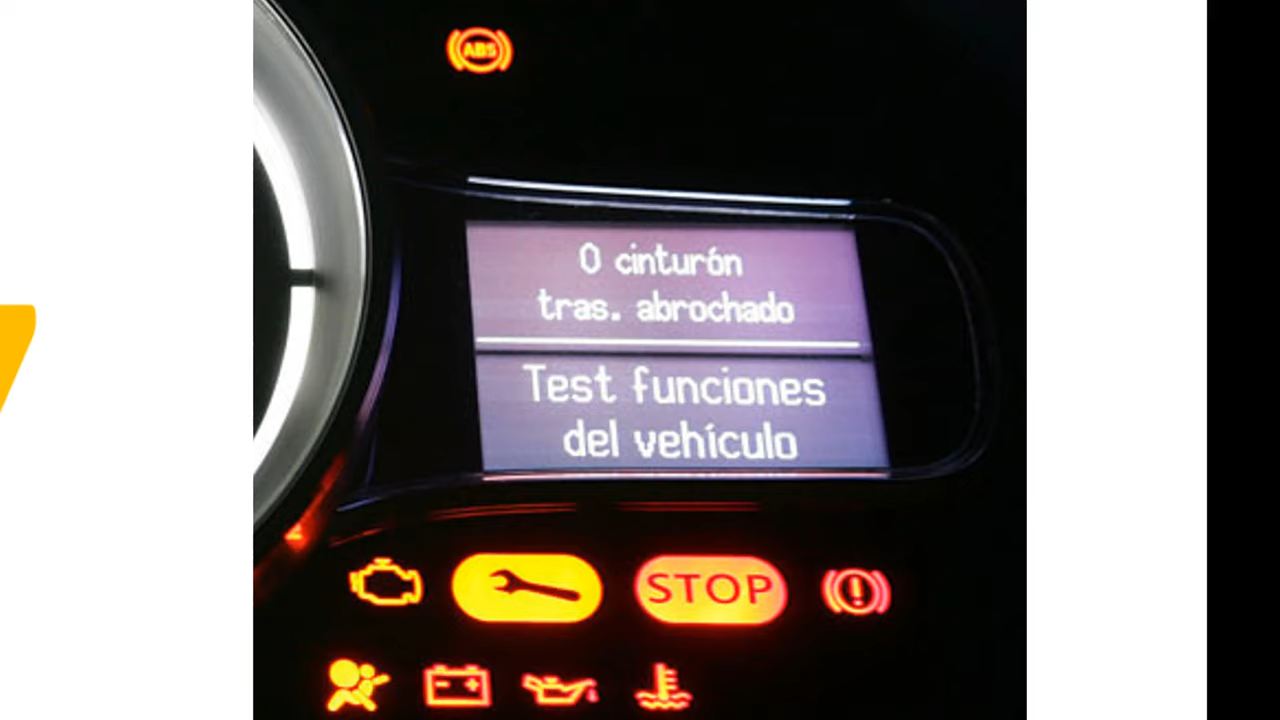 ABS
0 cinturón
tras. abrochado
Test funciones
del vehículo
STOP